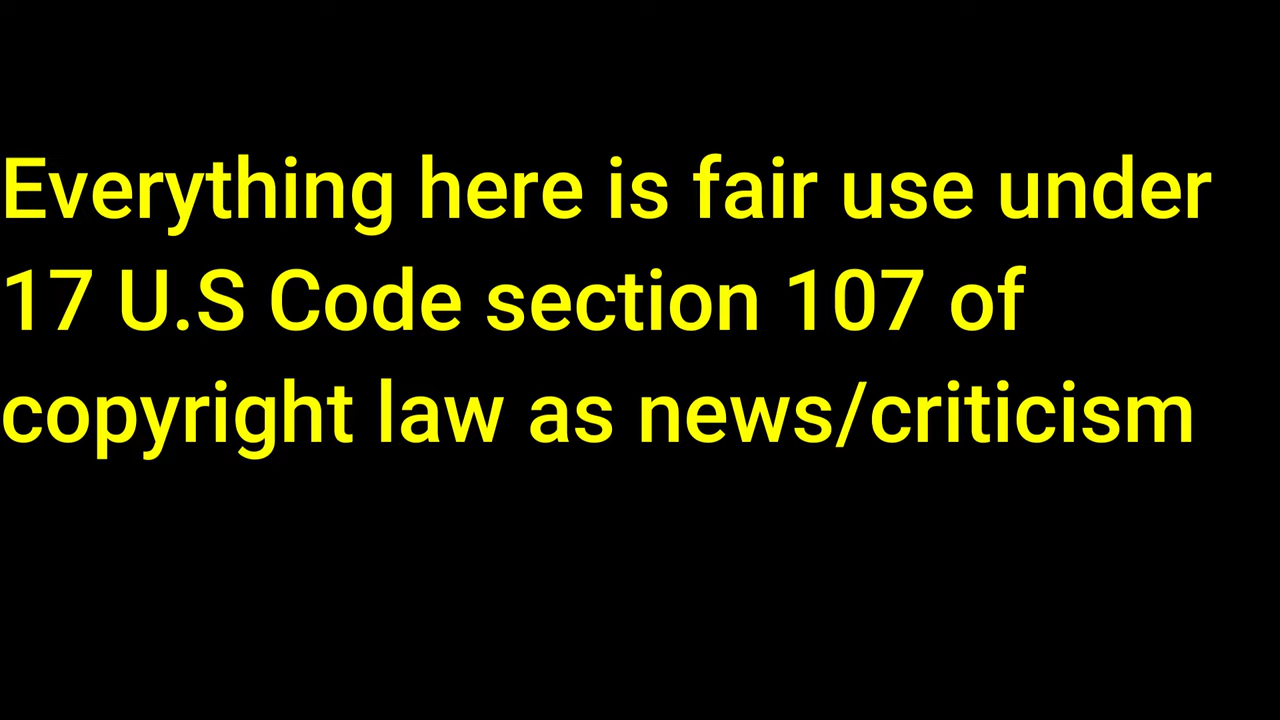 Everything here is fair use under
17 U.S Code section 107 of
copyright law as news/criticism